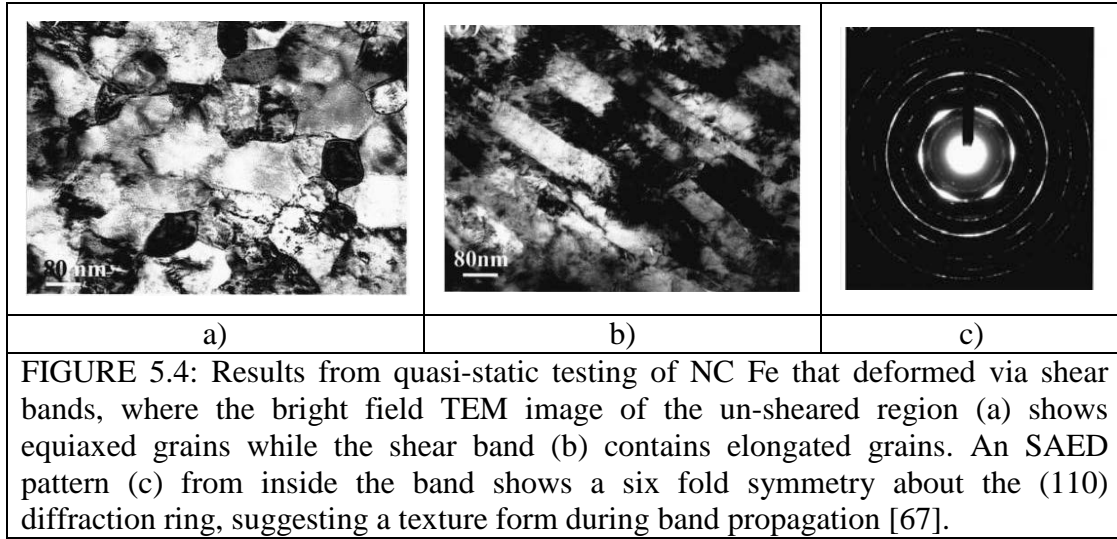 80 nm
(b)
80nm
a)
b)
c)
FIGURE 5.4: Results from quasi-static testing of NC Fe that deformed via shear
bands, where the bright field TEM image of the un-sheared region (a) shows
equiaxed grains while the shear band (b) contains elongated grains. An SAED
pattern (c) from inside the band shows a six fold symmetry about the (110)
diffraction ring, suggesting a texture form during band propagation [67].